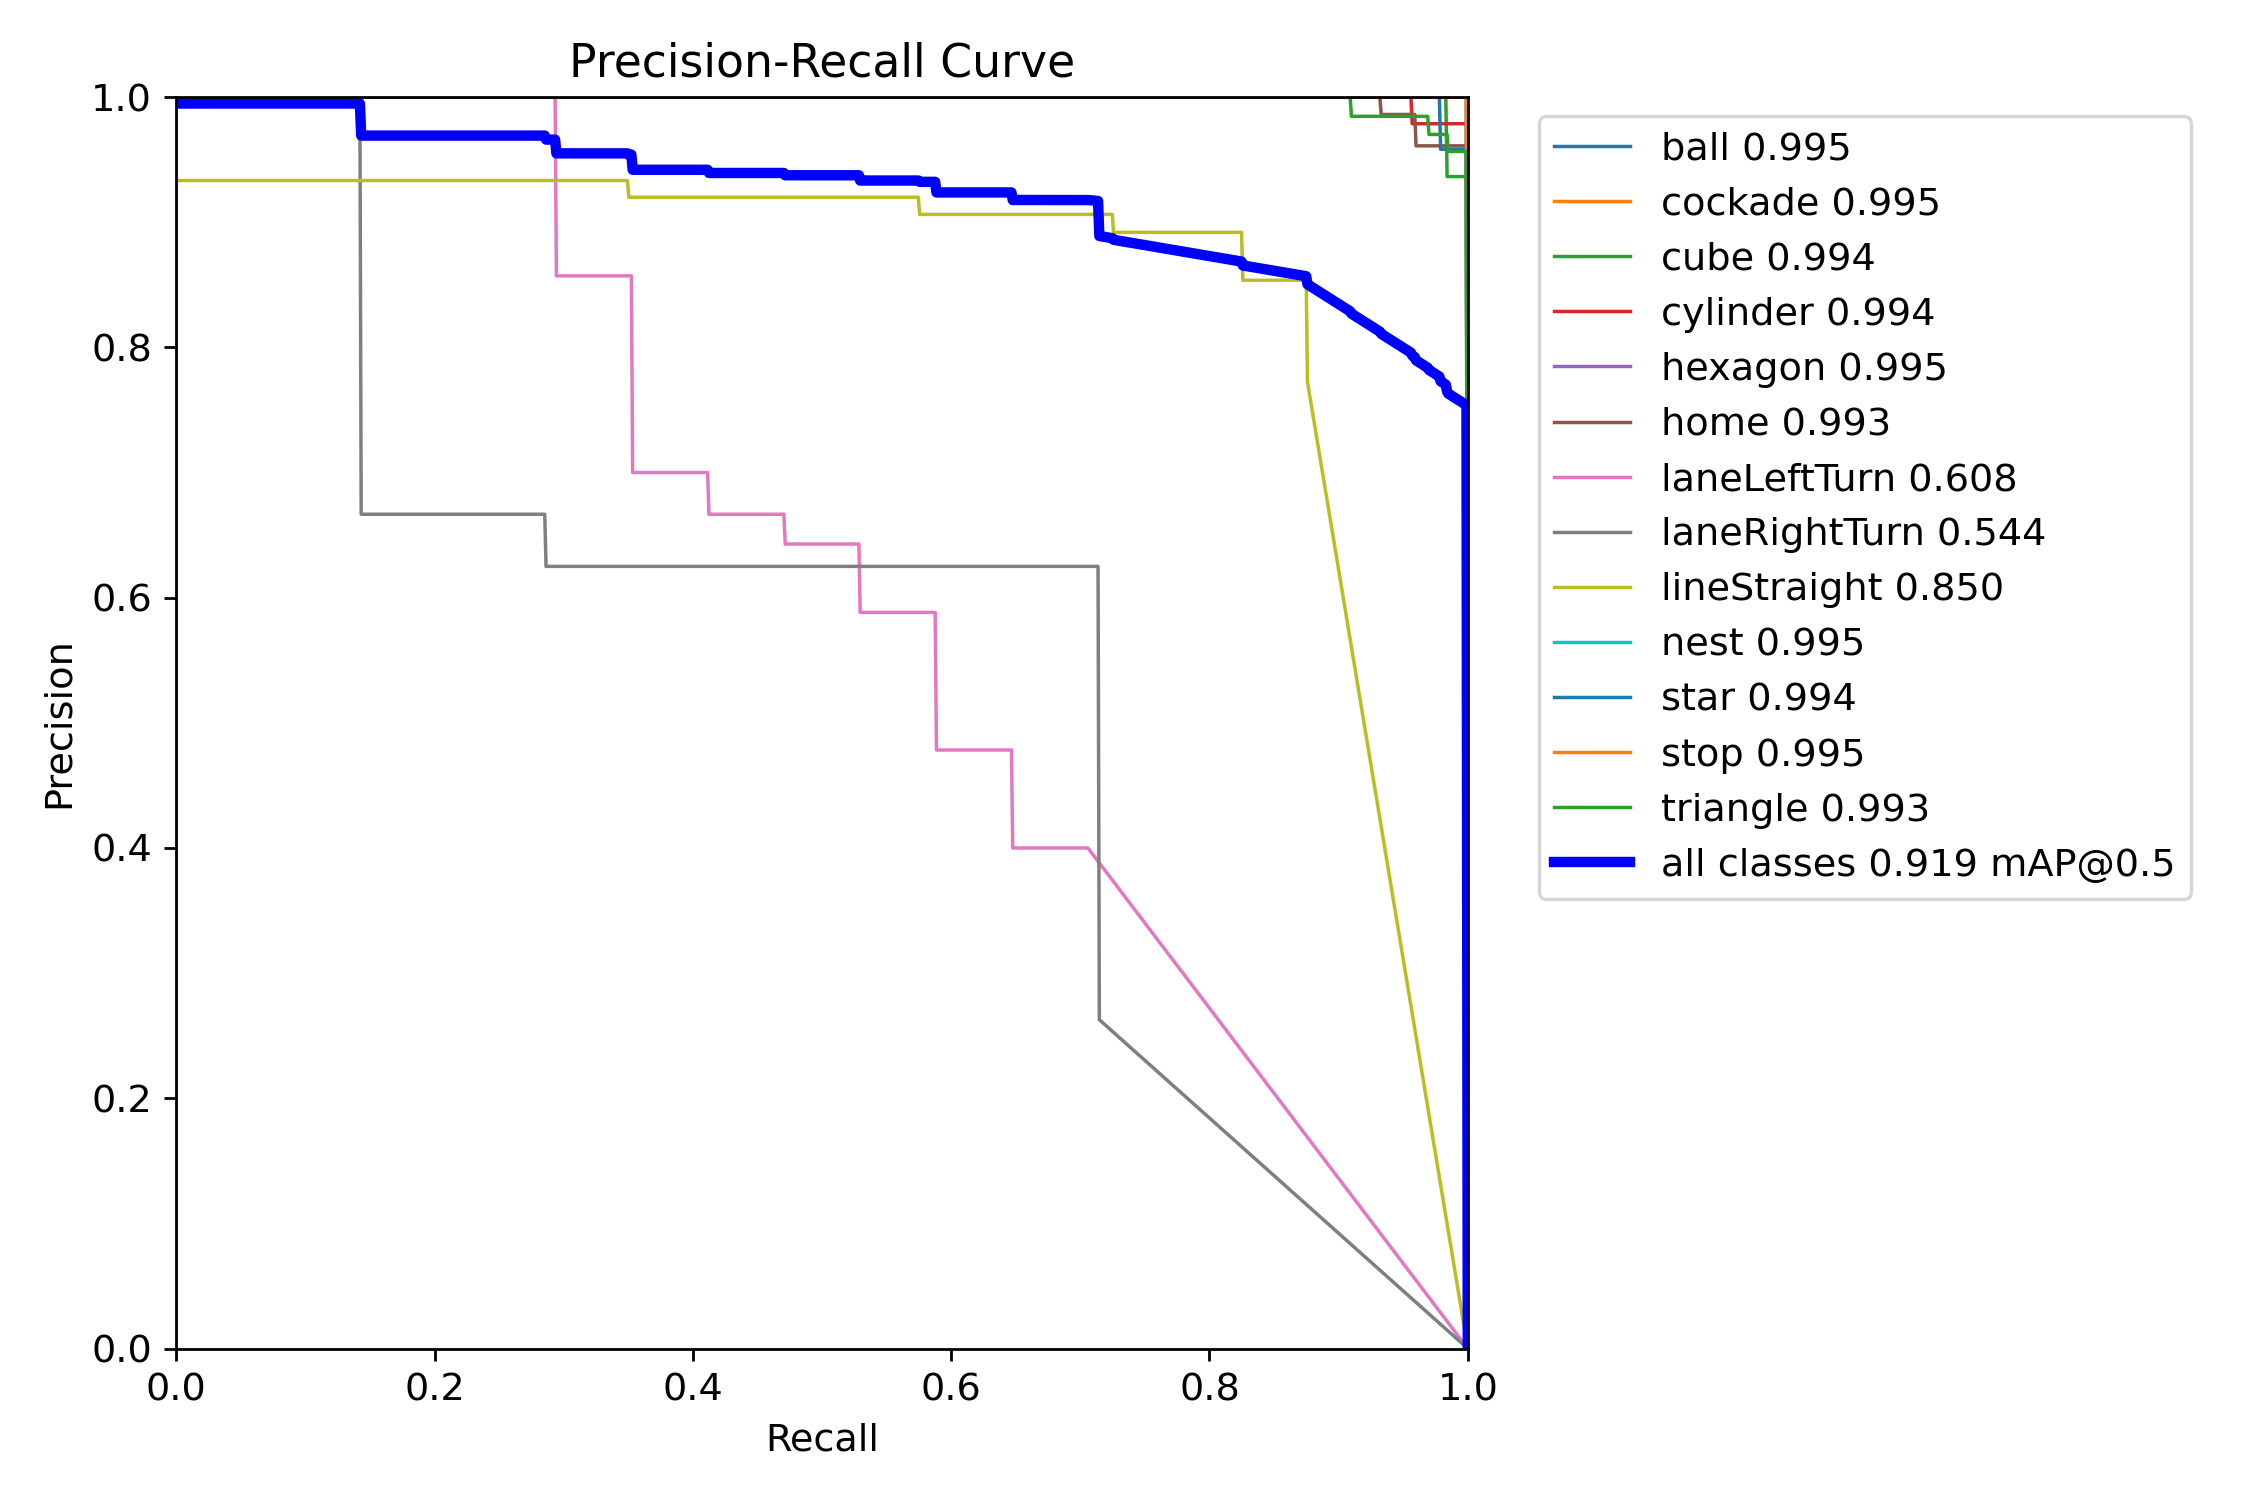 Precision-Recall Curve
1.0
0.8
0.6
0.4
0.2
0.0
Precision
0.0 0.2 0.4 0.6 0.8 1.0
Recall
ball 0.995
cockade 0.995
cube 0.994
cylinder 0.994
hexagon 0.995
home 0.993
laneLeftTurn 0.608
laneRightTurn 0.544
lineStraight 0.850
nest 0.995
star 0.994
stop 0.995
triangle 0.993
all classes 0.919 mAP@0.5